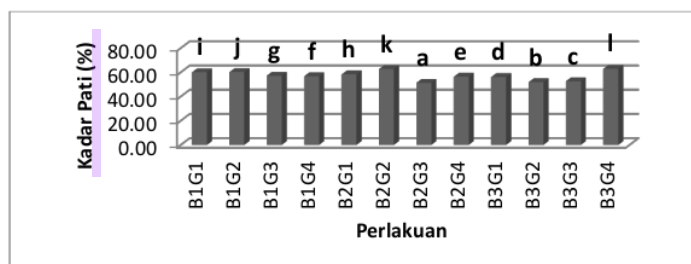 Kadar Pati (%)
80.00
60.00
40.00
20.00
0.00
i j g f h k a e d b c l
B1G1
B1G2
B1G3
B1G4
B2G1
B2G2
B2G3
B2G4
B3G1
B3G2
B3G3
B3G4
Perlakuan